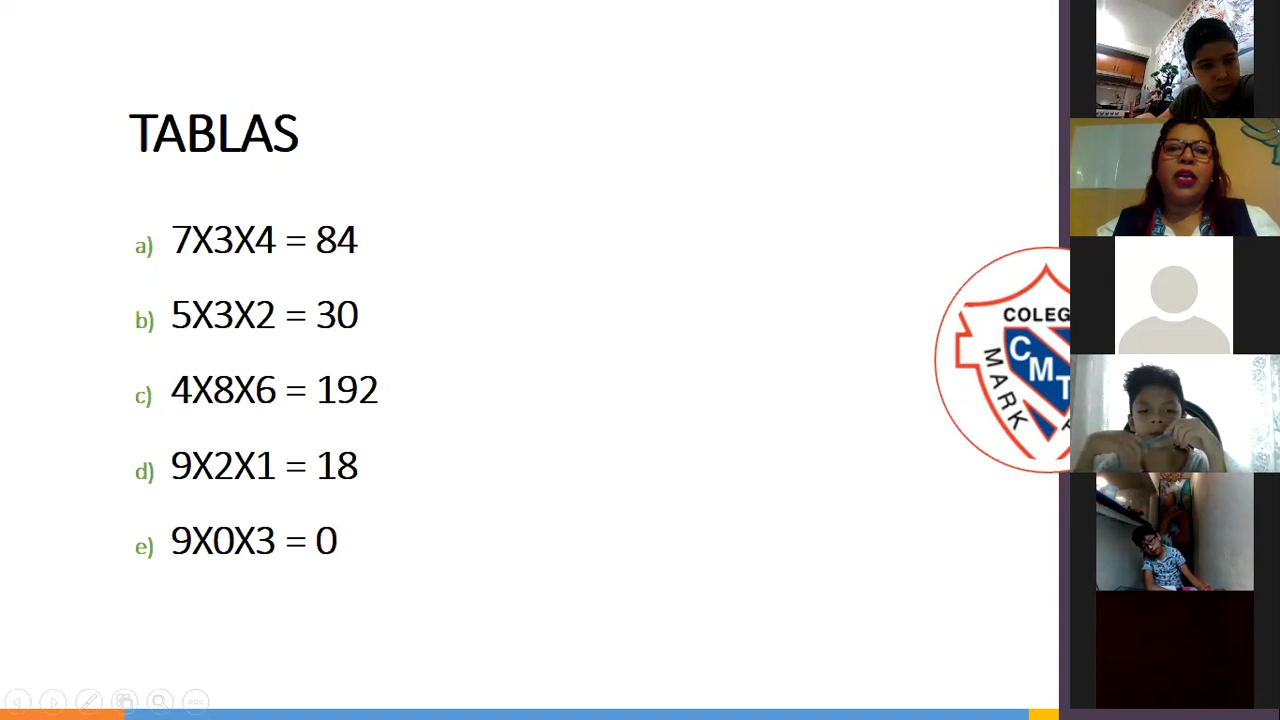 TABLAS
a) 7X3X4 = 84
b) 5X3X2 = 30
c) 4X8X6 = 192
d) 9X2X1 = 18
e) 9X0X3 = 0
COLEG
CMT
MARK